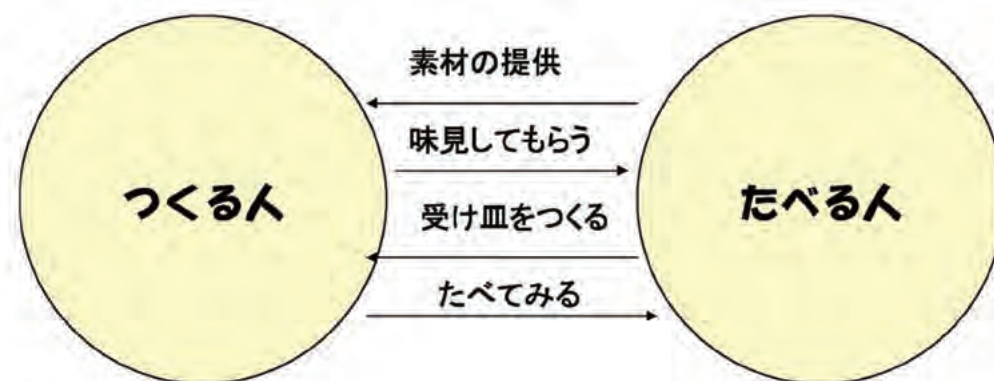 素材の提供
味見してもらう
つくる人
たべる人
受け皿をつくる
たべてみる